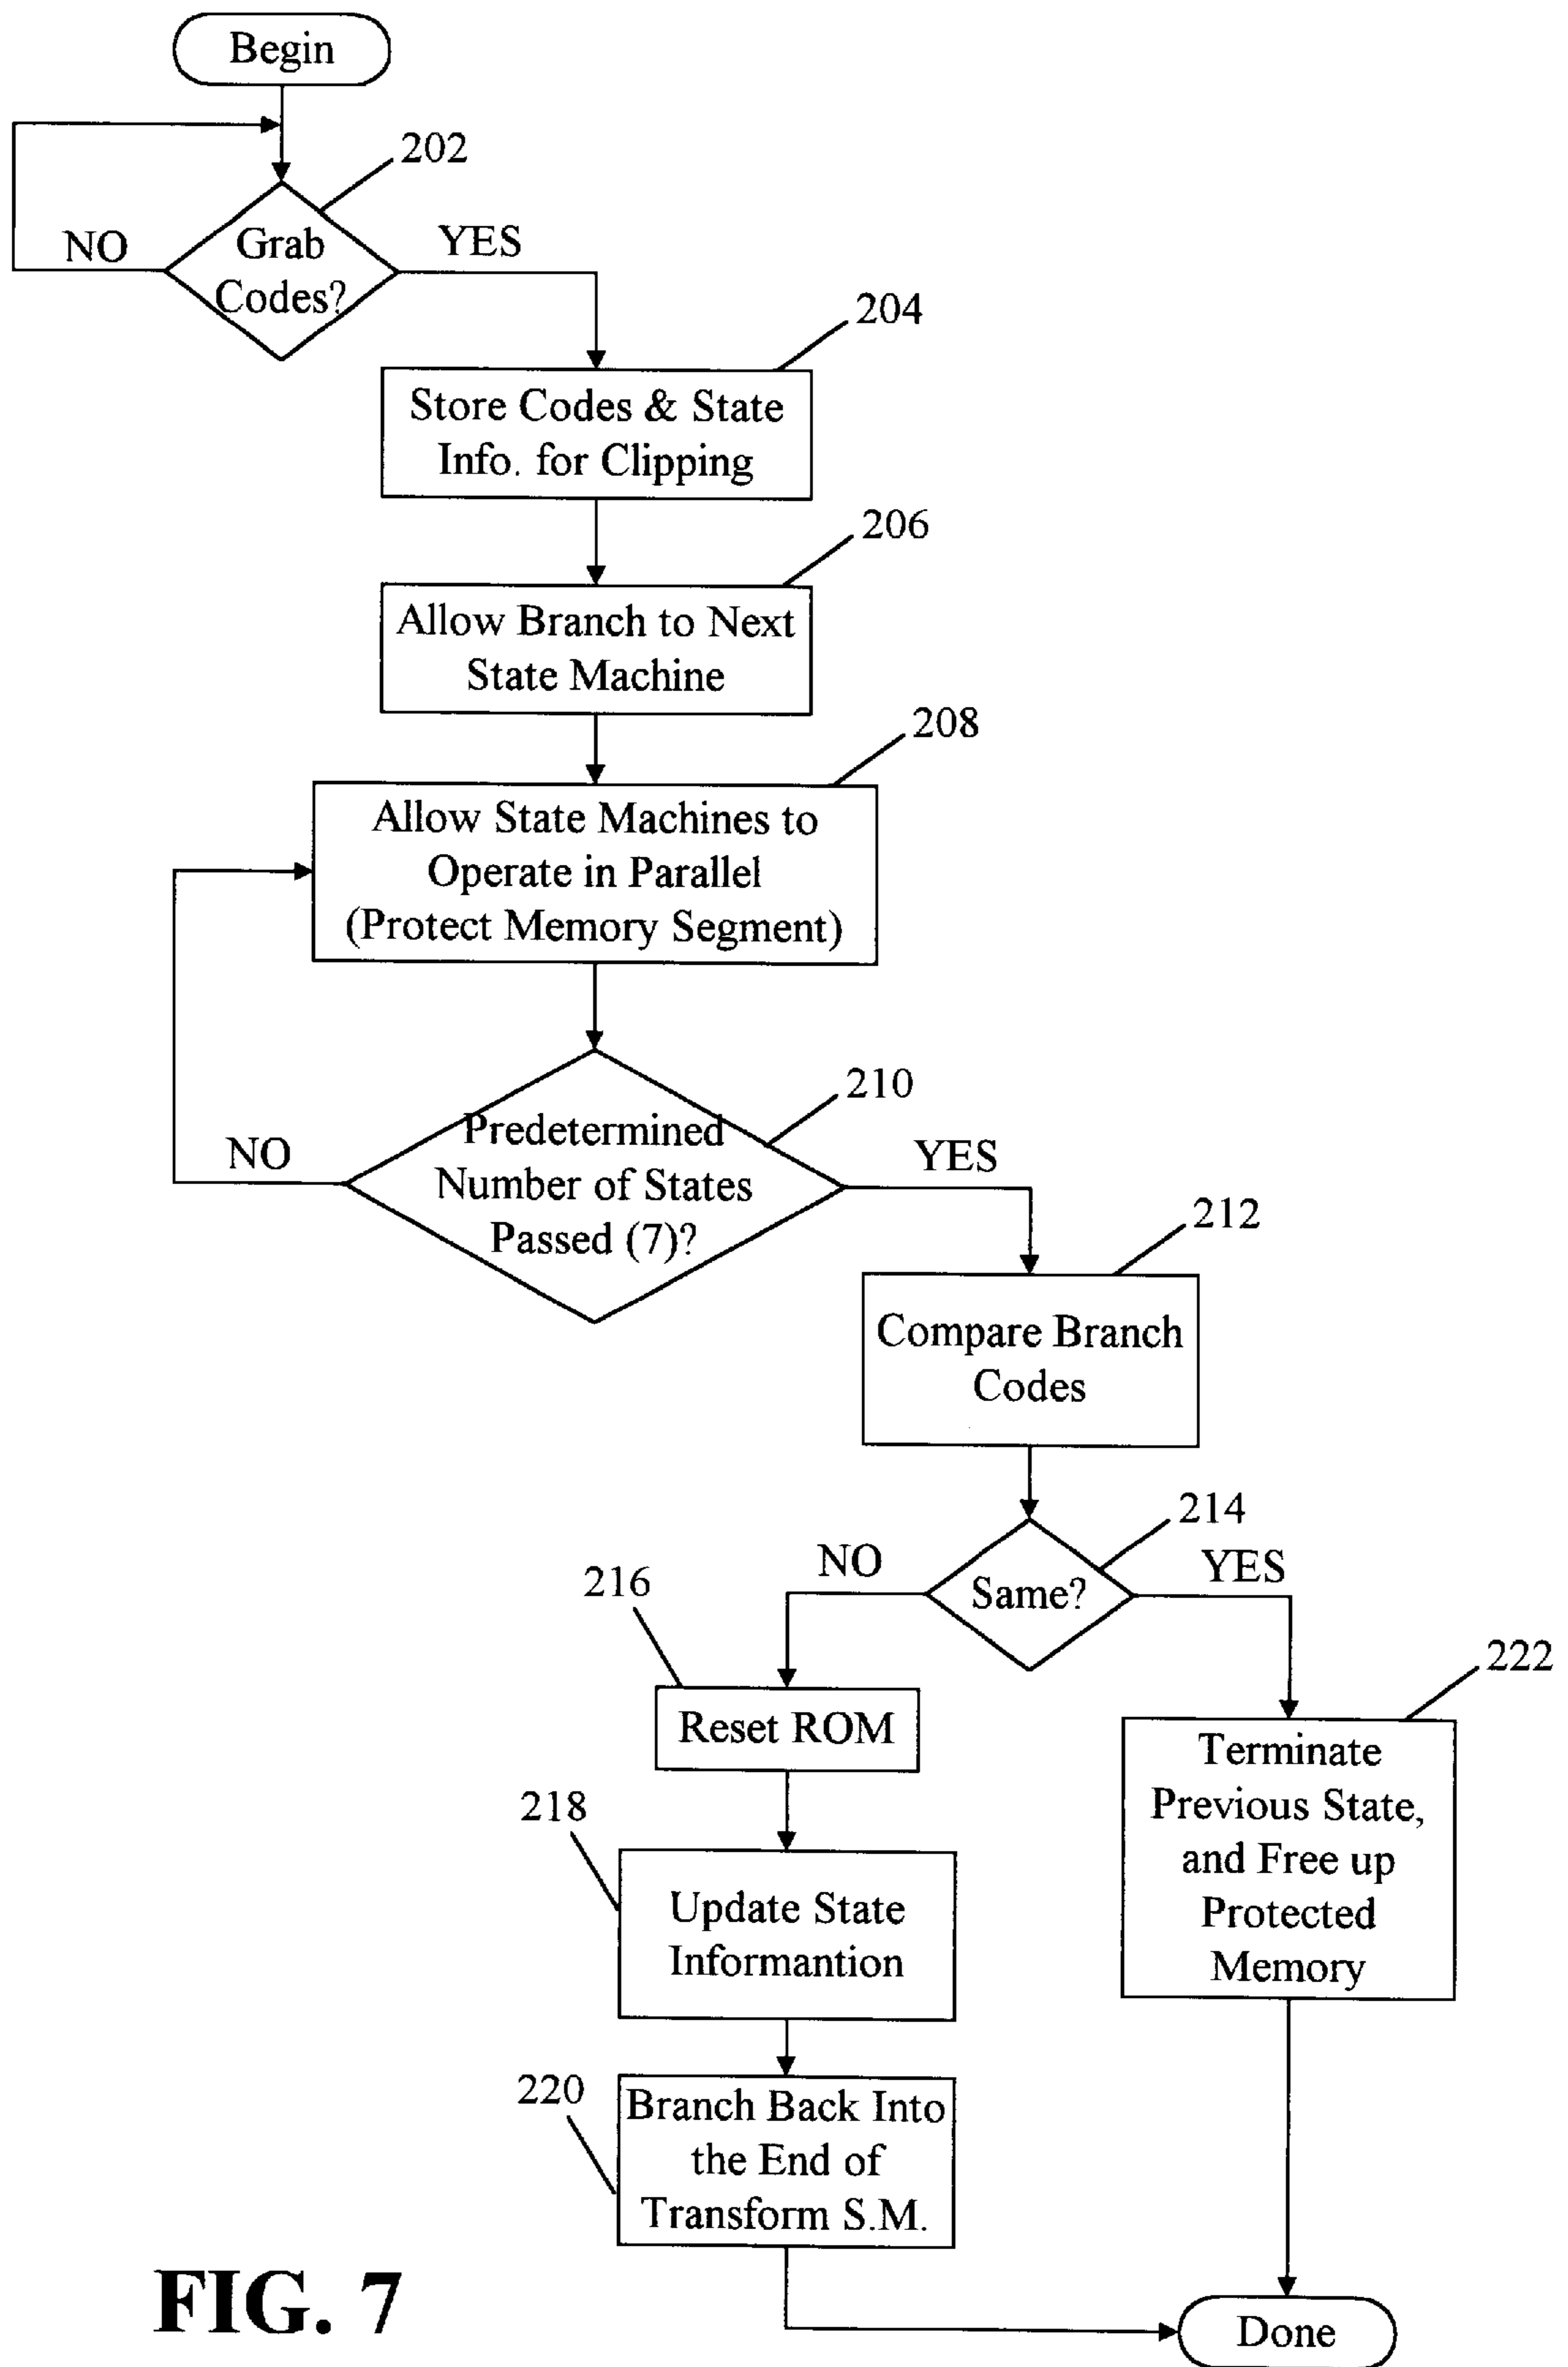 Begin
202
Grab
Codes?
NO
YES
204
Store Codes & State
Info. for Clipping
206
Allow Branch to Next
State Machine
208
Allow State Machines to
Operate in Parallel
(Protect Memory Segment)
210
Predetermined
Number of States
Passed (7)?
NO
YES
212
Compare Branch
Codes
214
Same?
NO
YES
216
Reset ROM
222
Terminate
Previous State,
and Free up
Protected
Memory
218
Update State
Informantion
220
Branch Back Into
the End of
Transform S.M.
Done
FIG. 7